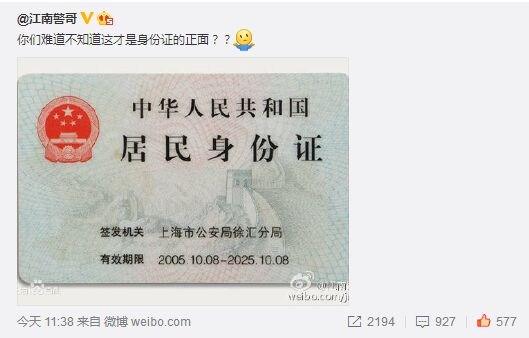 @江南警哥
你们难道不知道这才是身份证的正面？？
中华人民共和国
居民身份证
签发机关 上海市公安局徐汇分局
有效期限 2005.10.08-2025.10.08
weibo.com/
今天 11:38 来自 微博 weibo.com
2194
927
577